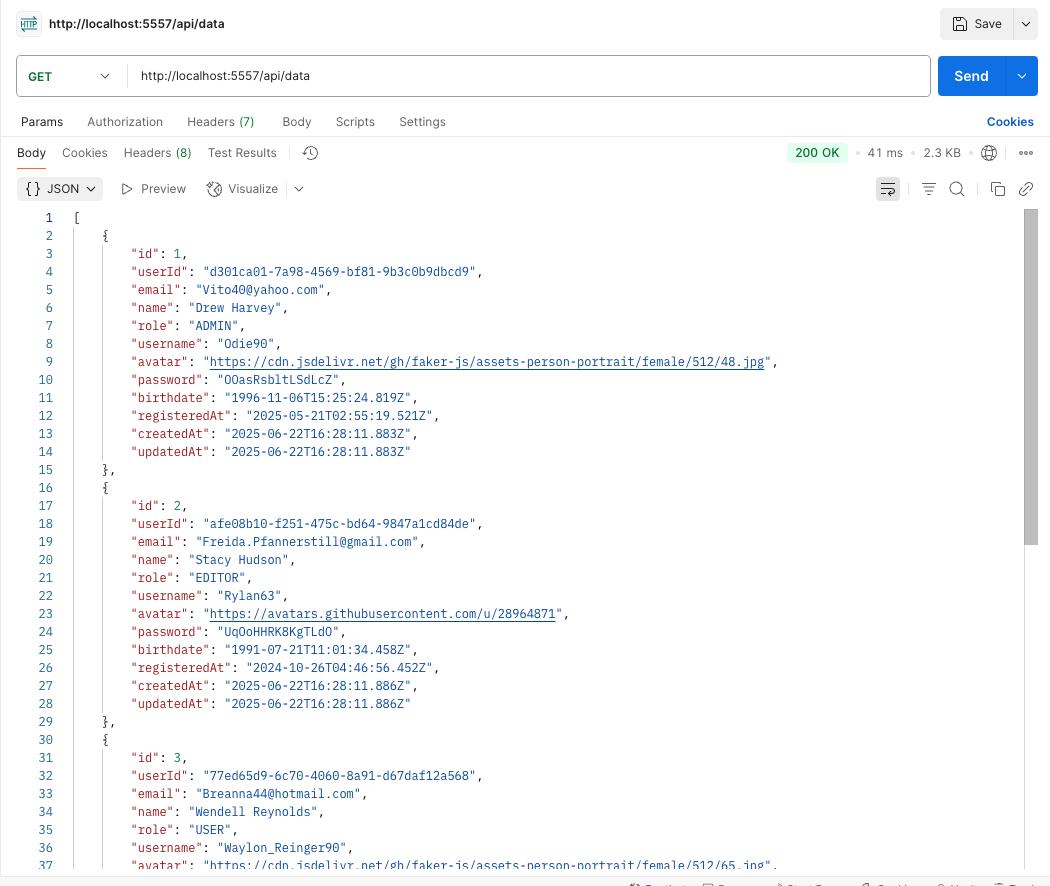 HTTP http://localhost:5557/api/data Save
GET http://localhost:5557/api/data Send
Params Authorization Headers (7) Body Scripts Settings Cookies
Body Cookies Headers (8) Test Results 200 OK • 41 ms • 2.3 KB •
{} JSON Preview Visualize
1 [
2 {
3 "id": 1,
4 "userId": "d301ca01-7a98-4569-bf81-9b3c0b9dbcd9",
5 "email": "Vito40@yahoo.com",
6 "name": "Drew Harvey",
7 "role": "ADMIN",
8 "username": "Odie90",
9 "avatar": "https://cdn.jsdelivr.net/gh/faker-js/assets-person-portrait/female/512/48.jpg",
10 "password": "OOasRsbltLSdLcZ",
11 "birthdate": "1996-11-06T15:25:24.819Z",
12 "registeredAt": "2025-05-21T02:55:19.521Z",
13 "createdAt": "2025-06-22T16:28:11.883Z",
14 "updatedAt": "2025-06-22T16:28:11.883Z"
15 },
16 {
17 "id": 2,
18 "userId": "afe08b10-f251-475c-bd64-9847a1cd84de",
19 "email": "Freida.Pfannerstill@gmail.com",
20 "name": "Stacy Hudson",
21 "role": "EDITOR",
22 "username": "Rylan63",
23 "avatar": "https://avatars.githubusercontent.com/u/28964871",
24 "password": "UqOoHHRK8KgTLdO",
25 "birthdate": "1991-07-21T11:01:34.458Z",
26 "registeredAt": "2024-10-26T04:46:56.452Z",
27 "createdAt": "2025-06-22T16:28:11.886Z",
28 "updatedAt": "2025-06-22T16:28:11.886Z"
29 },
30 {
31 "id": 3,
32 "userId": "77ed65d9-6c70-4060-8a91-d67daf12a568",
33 "email": "Breanna44@hotmail.com",
34 "name": "Wendell Reynolds",
35 "role": "USER",
36 "username": "Waylon_Reinger90",
37 "avatar": "https://cdn.jsdelivr.net/gh/faker-js/assets-person-portrait/female/512/65.jpg",